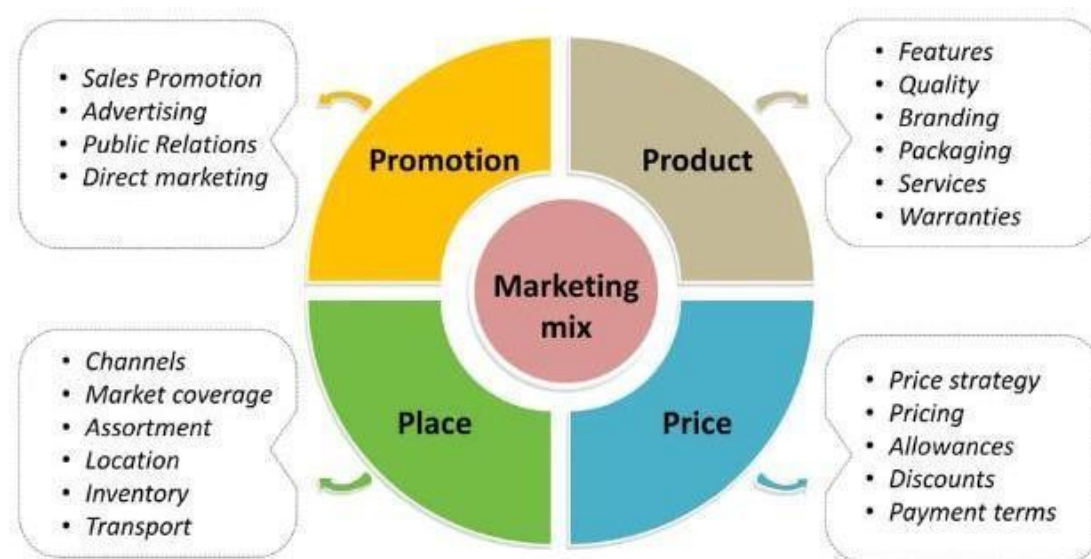 • Sales Promotion
• Advertising
• Public Relations
• Direct marketing
Promotion
Product
• Features
• Quality
• Branding
• Packaging
• Services
• Warranties
Marketing
mix
• Channels
• Market coverage
• Assortment
• Location
• Inventory
• Transport
Place
Price
• Price strategy
• Pricing
• Allowances
• Discounts
• Payment terms